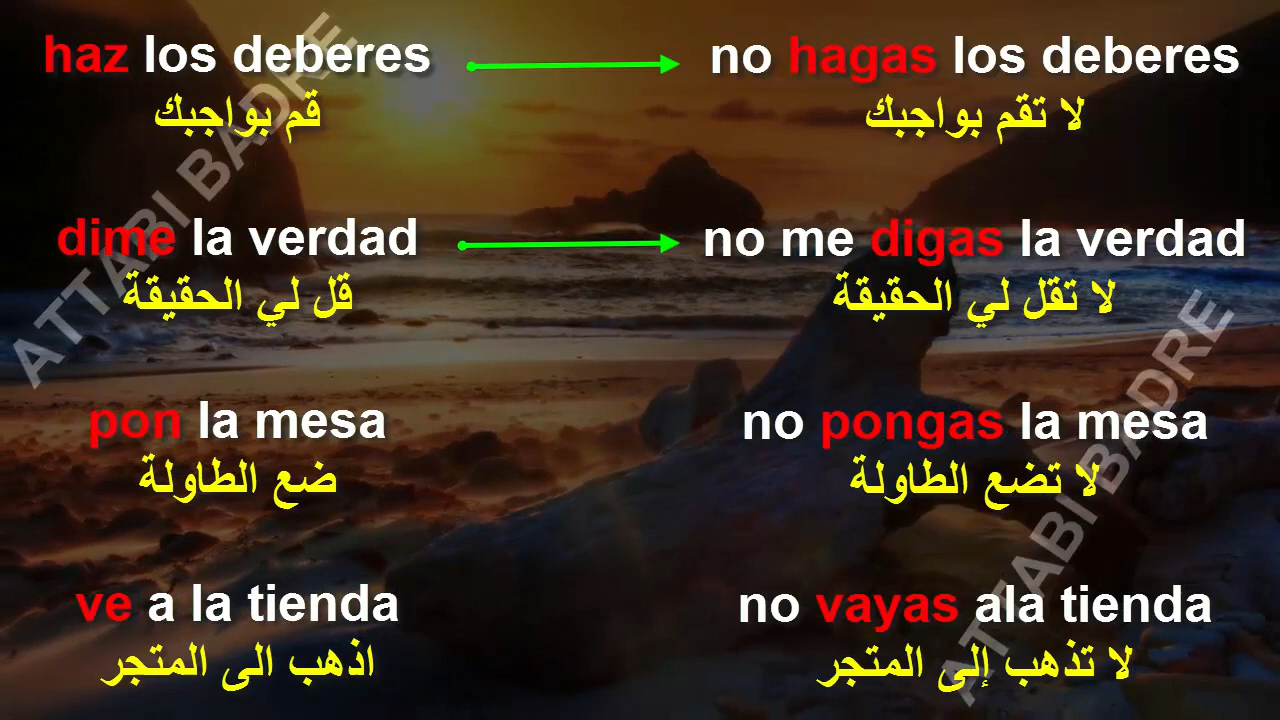 haz los deberes
no hagas los deberes
قم بواجبك
لا تقم بواجبك
dime la verdad
no me digas la verdad
قل لي الحقيقة
لا تقل لي الحقيقة
pon la mesa
no pongas la mesa
ضع الطاولة
لا تضع الطاولة
ve a la tienda
no vayas ala tienda
اذهب الى المتجر
لا تذهب إلى المتجر
ATTABI BADRE
ATTABI BADRE